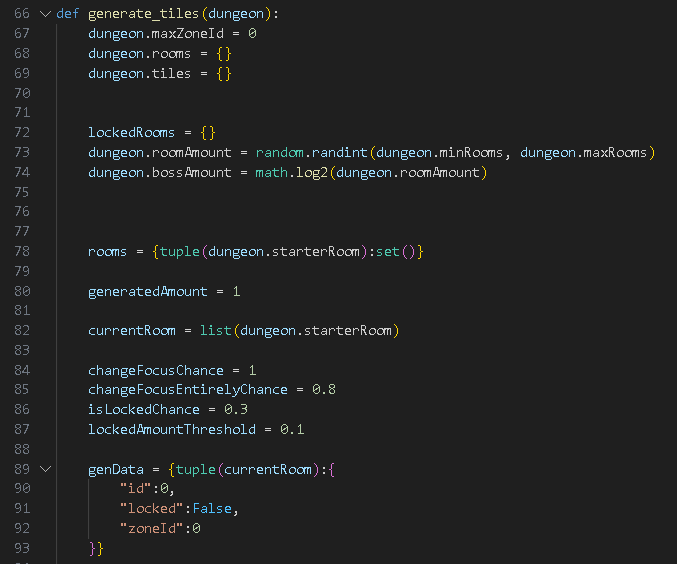 66 def generate_tiles(dungeon):
67     dungeon.maxZoneId = 0
68     dungeon.rooms = {}
69     dungeon.tiles = {}
70
71
72     lockedRooms = {}
73     dungeon.roomAmount = random.randint(dungeon.minRooms, dungeon.maxRooms)
74     dungeon.bossAmount = math.log2(dungeon.roomAmount)
75
76
77
78     rooms = {tuple(dungeon.starterRoom):set()}
79
80     generatedAmount = 1
81
82     currentRoom = list(dungeon.starterRoom)
83
84     changeFocusChance = 1
85     changeFocusEntirelyChance = 0.8
86     isLockedChance = 0.3
87     lockedAmountThreshold = 0.1
88
89     genData = {tuple(currentRoom):{
90         "id":0,
91         "locked":False,
92         "zoneId":0
93     }}